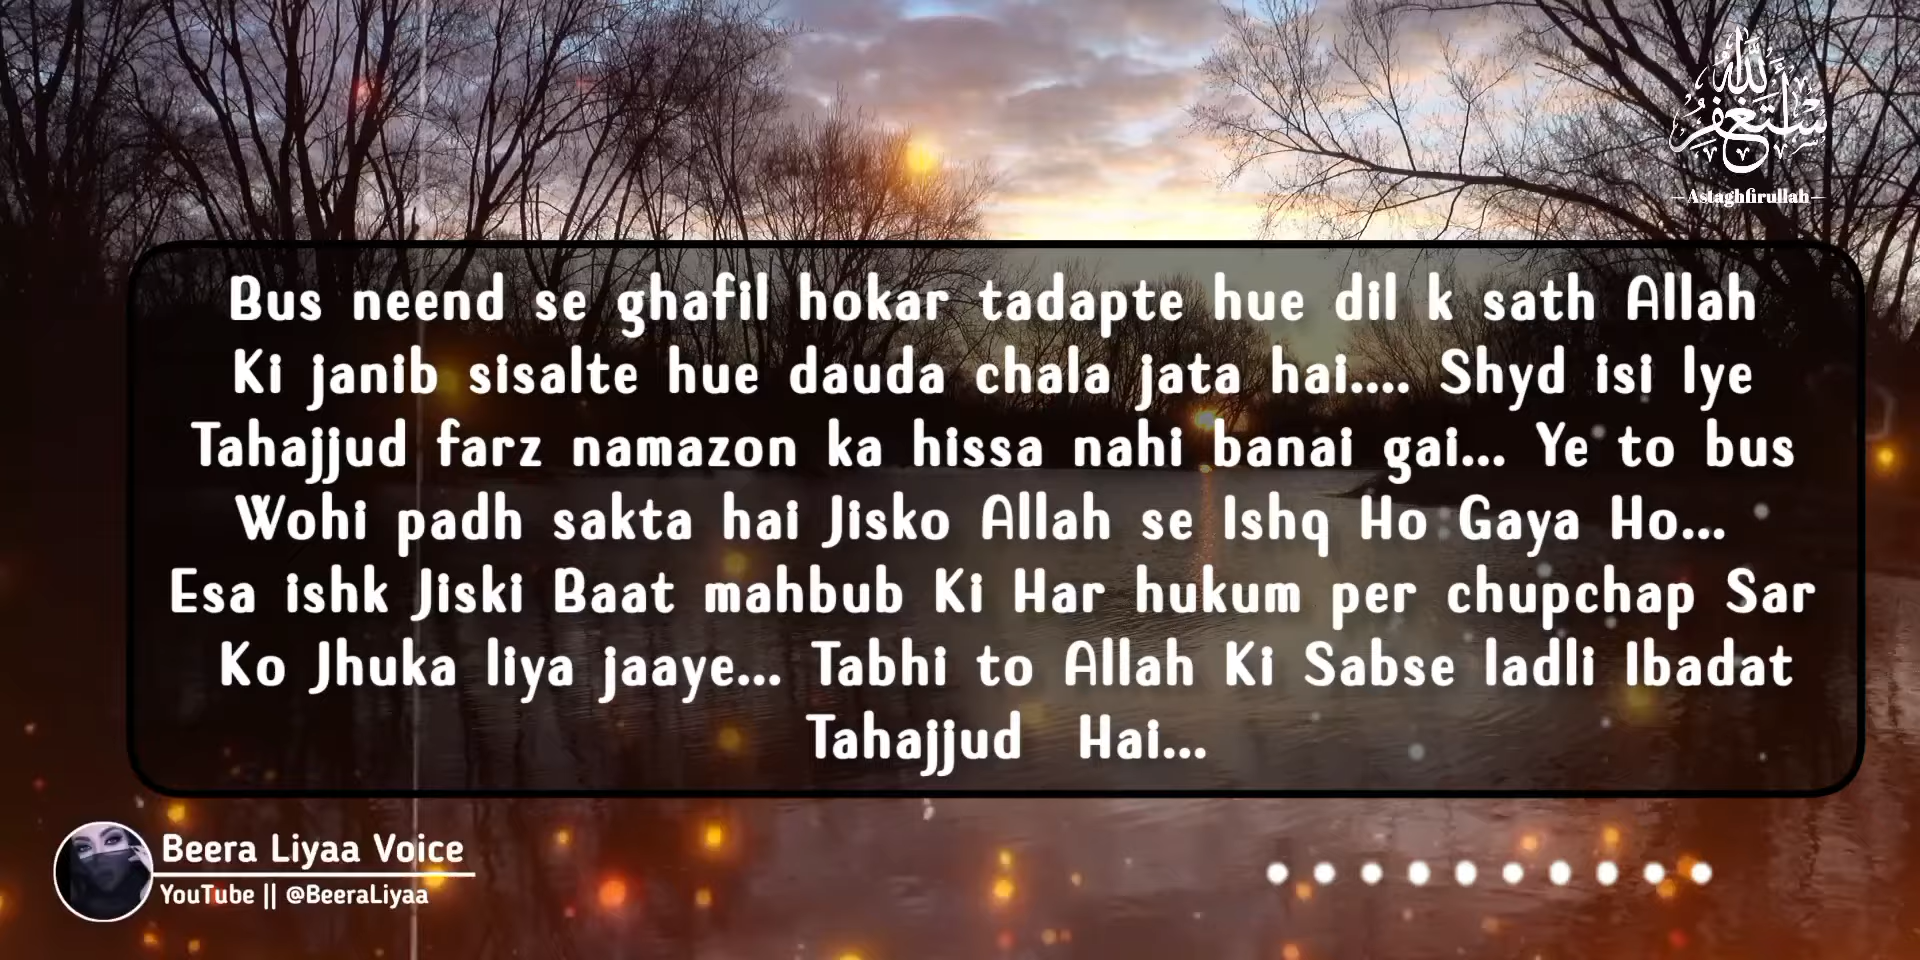 أستغفر الله
Astaghfirullah
Bus neend se ghafil hokar tadapte hue dil k sath Allah
Ki janib sisalte hue dauda chala jata hai.... Shyd isi lye
Tahajjud farz namazon ka hissa nahi banai gai... Ye to bus
Wohi padh sakta hai Jisko Allah se Ishq Ho Gaya Ho...
Esa ishk Jiski Baat mahbub Ki Har hukum per chupchap Sar
Ko Jhuka liya jaaye... Tabhi to Allah Ki Sabse ladli Ibadat
Tahajjud Hai...
Beera Liyaa Voice
YouTube || @BeeraLiyaa